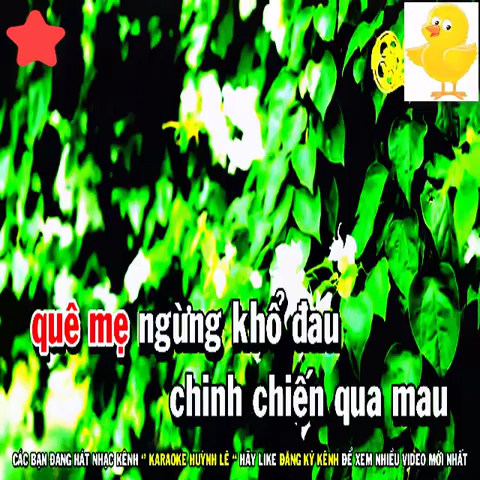 quê mẹ ngừng khổ đau
chinh chiến qua mau
CÁC BẠN ĐANG HÁT NHẠC KÊNH " KARAOKE HUỲNH LÊ " HÃY LIKE ĐĂNG KÝ KÊNH ĐỂ XEM NHIỀU VIDEO MỚI NHẤT